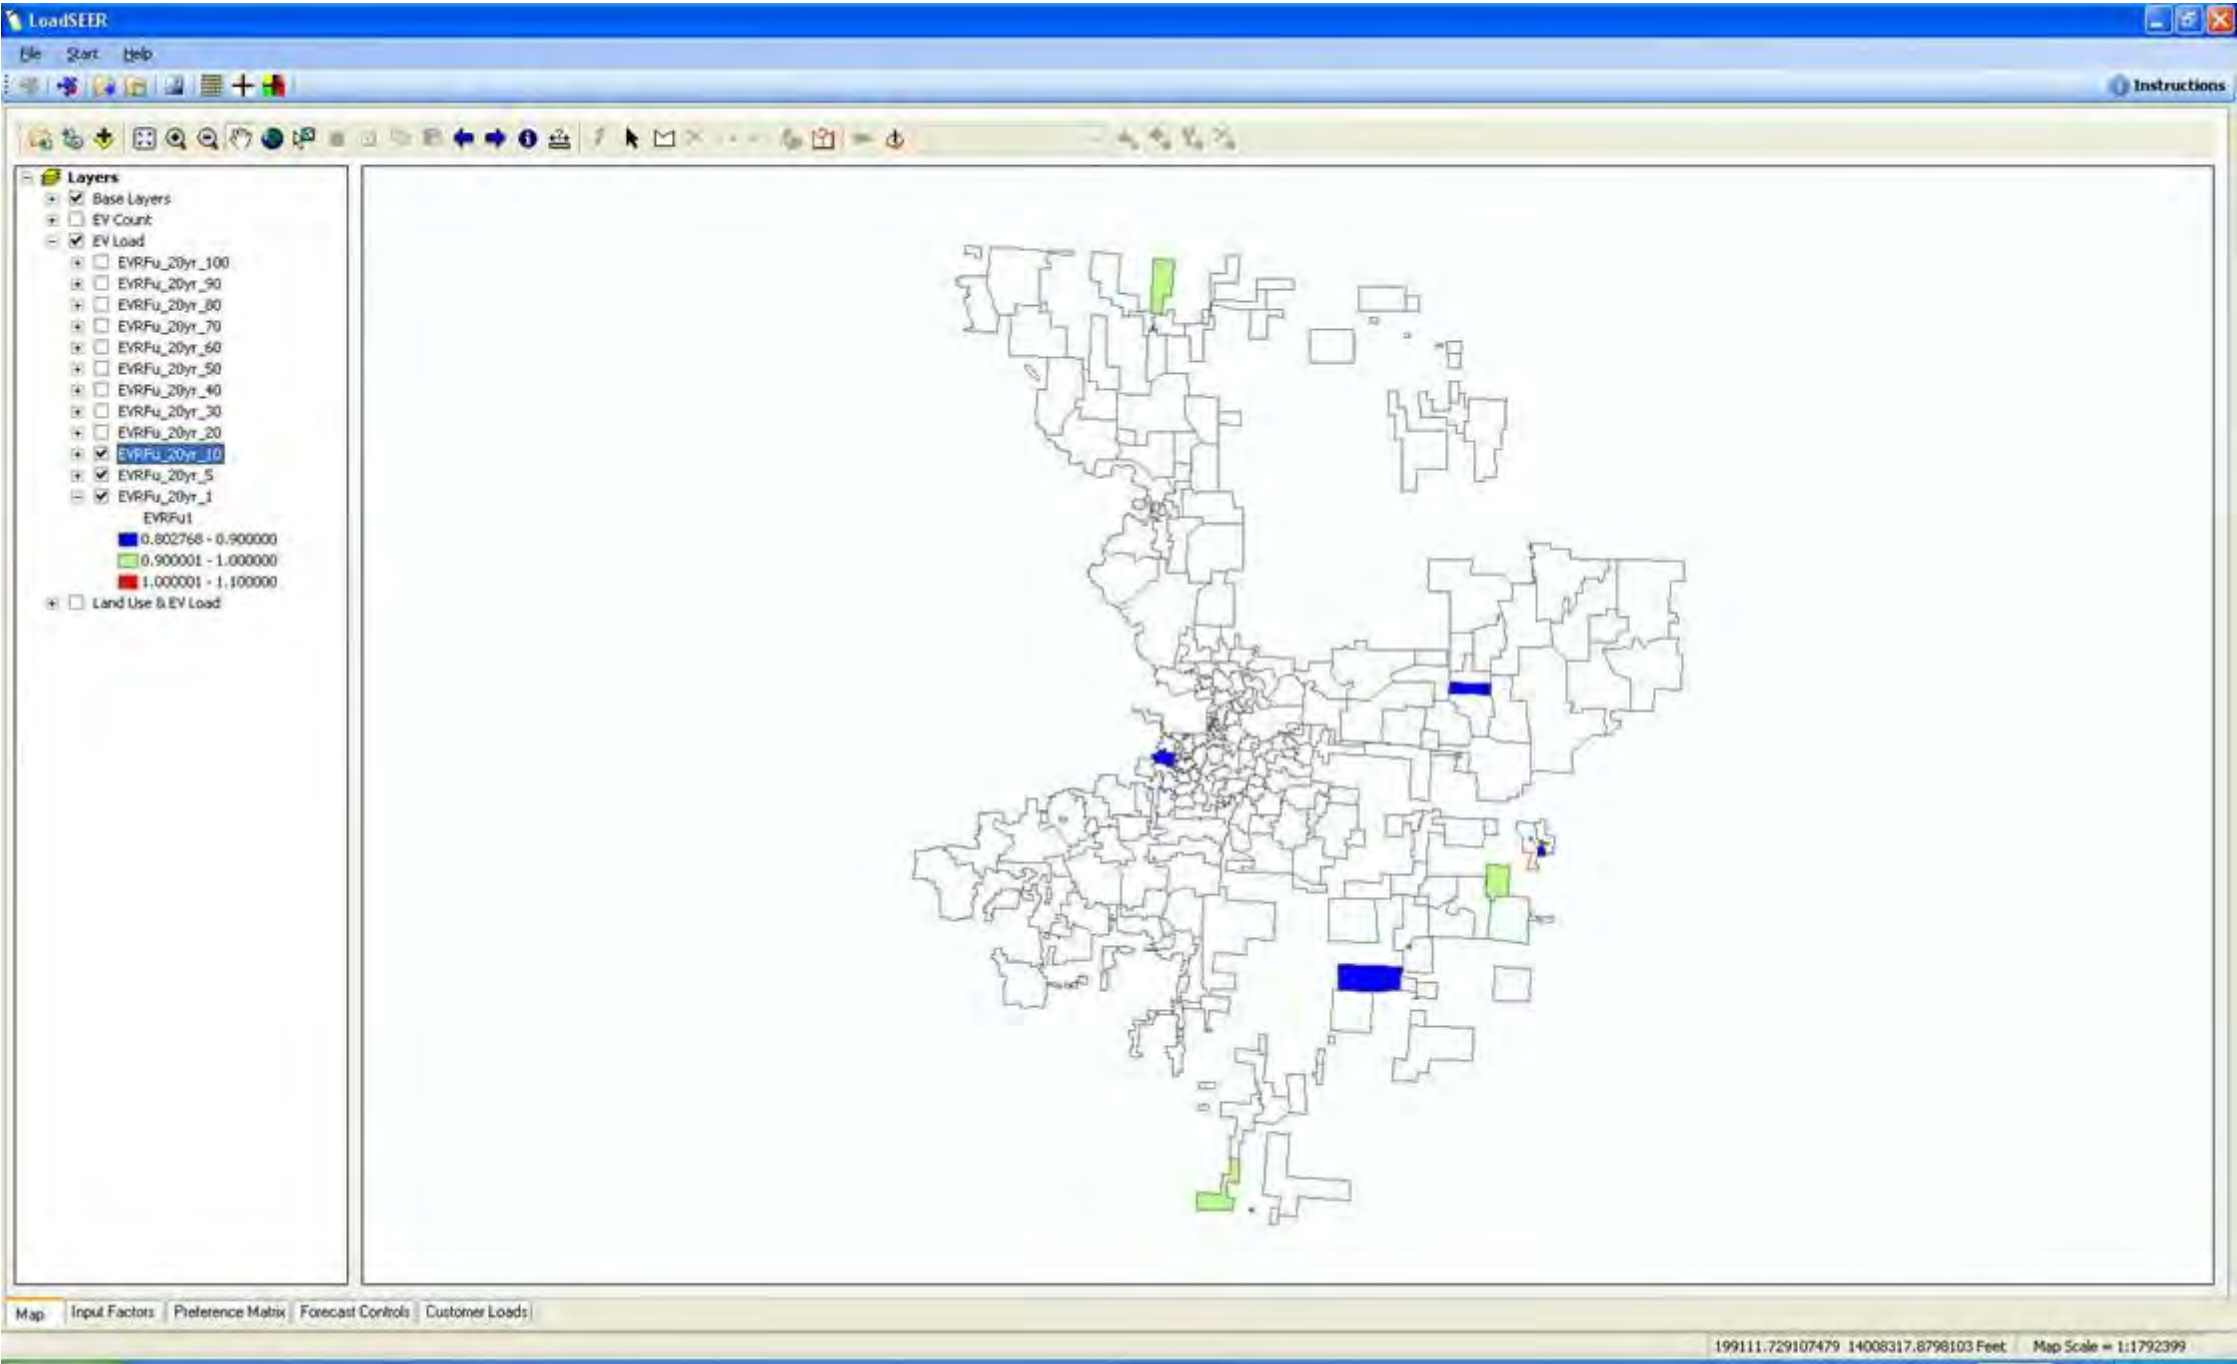 LoadSEER
File Start Help
Instructions
Layers
Base Layers
EV Count
EV Load
EVRFu_20yr_100
EVRFu_20yr_90
EVRFu_20yr_80
EVRFu_20yr_70
EVRFu_20yr_60
EVRFu_20yr_50
EVRFu_20yr_40
EVRFu_20yr_30
EVRFu_20yr_20
EVRFu_20yr_10
EVRFu_20yr_5
EVRFu_20yr_1
EVRFu1
0.802768 - 0.900000
0.900001 - 1.000000
1.000001 - 1.100000
Land Use & EV Load
Map Input Factors Preference Matrix Forecast Controls Customer Loads
199111.729107479 14008317.8798103 Feet Map Scale = 1:1792399